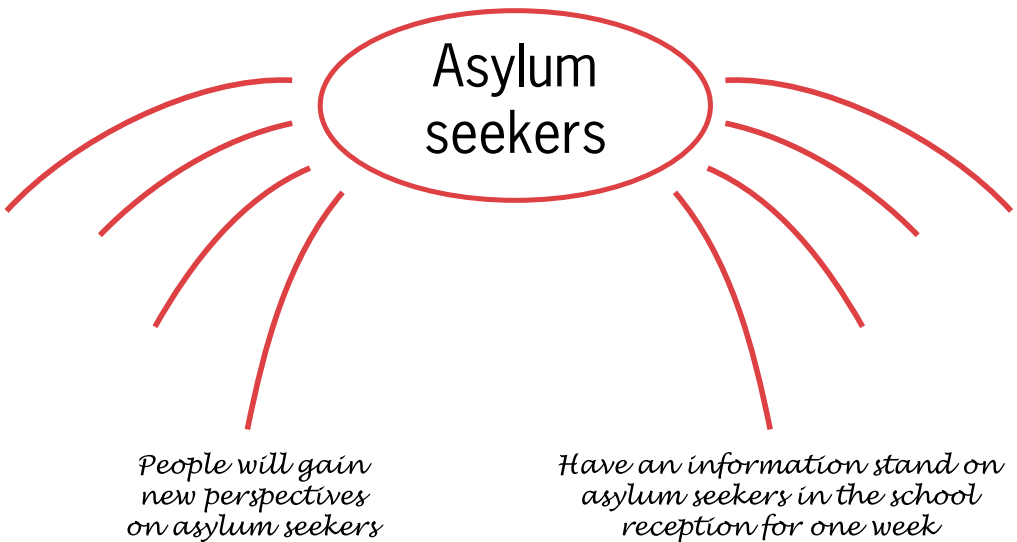 Asylum
seekers
People will gain
new perspectives
on asylum seekers
Have an information stand on
asylum seekers in the school
reception for one week